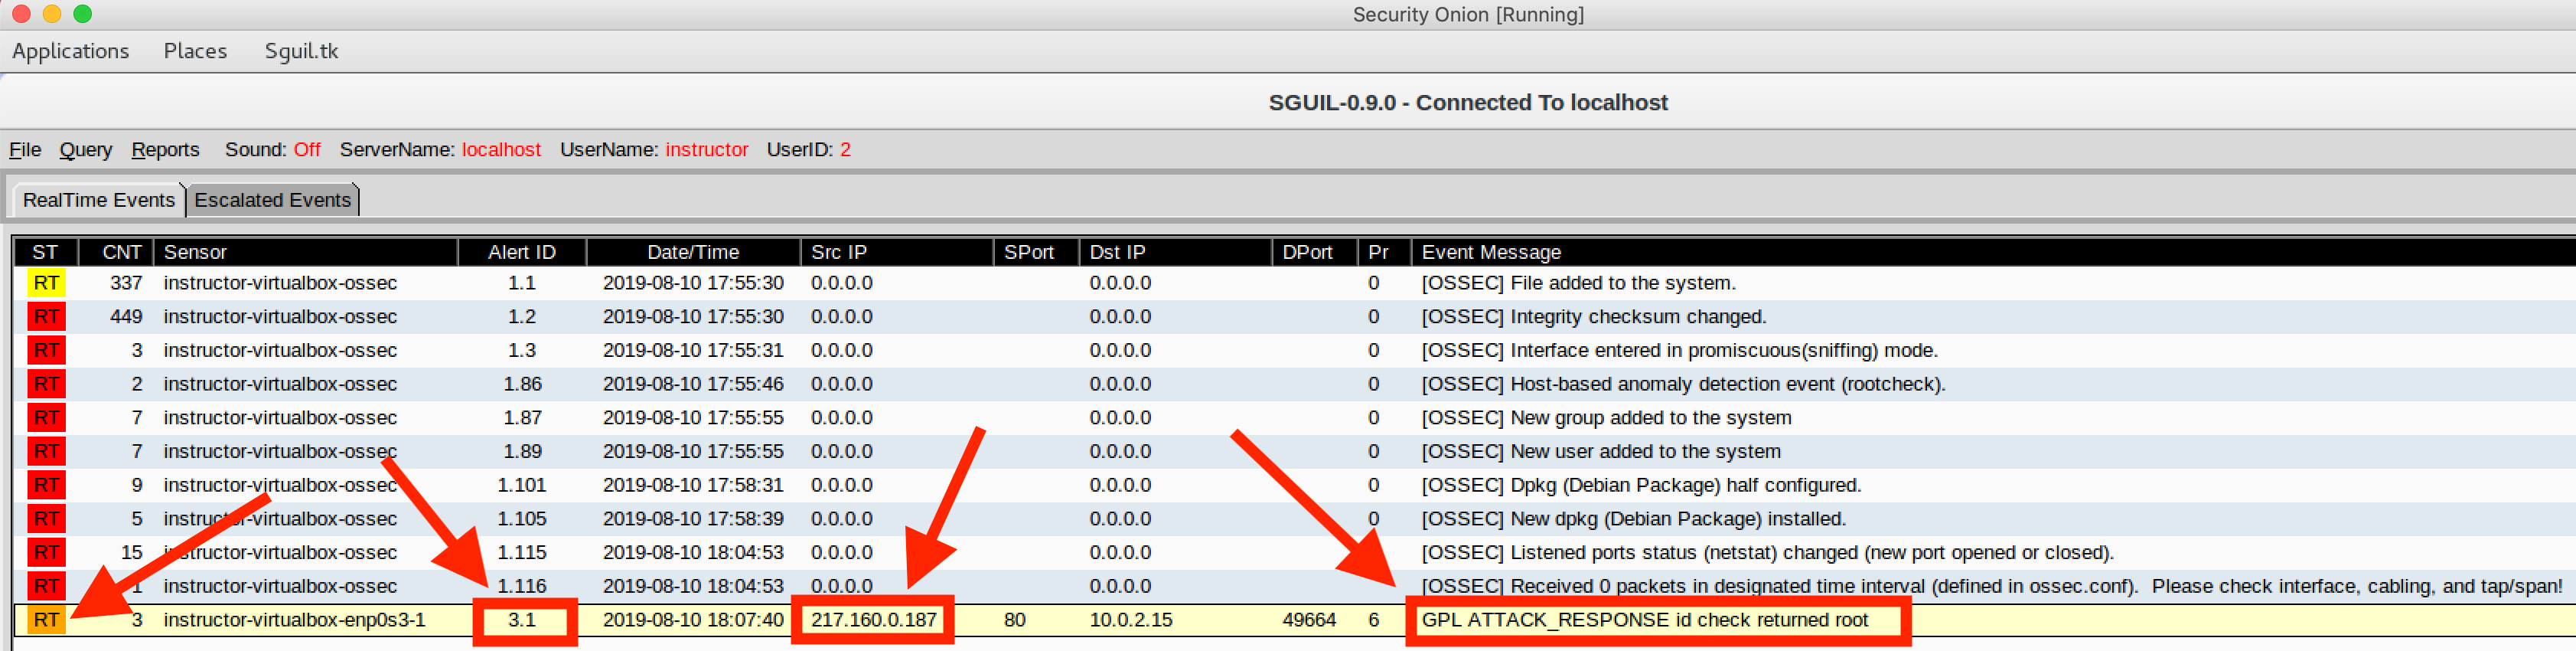 Security Onion [Running]
Applications Places Sguil.tk
SGUIL-0.9.0 - Connected To localhost
File Query Reports Sound: Off ServerName: localhost UserName: instructor UserID: 2
RealTime Events Escalated Events
ST CNT Sensor Alert ID Date/Time Src IP SPort Dst IP DPort Pr Event Message
RT 337 instructor-virtualbox-ossec 1.1 2019-08-10 17:55:30 0.0.0.0 0.0.0.0 0 [OSSEC] File added to the system.
RT 449 instructor-virtualbox-ossec 1.2 2019-08-10 17:55:30 0.0.0.0 0.0.0.0 0 [OSSEC] Integrity checksum changed.
RT 3 instructor-virtualbox-ossec 1.3 2019-08-10 17:55:31 0.0.0.0 0.0.0.0 0 [OSSEC] Interface entered in promiscuous(sniffing) mode.
RT 2 instructor-virtualbox-ossec 1.86 2019-08-10 17:55:46 0.0.0.0 0.0.0.0 0 [OSSEC] Host-based anomaly detection event (rootcheck).
RT 7 instructor-virtualbox-ossec 1.87 2019-08-10 17:55:55 0.0.0.0 0.0.0.0 0 [OSSEC] New group added to the system
RT 7 instructor-virtualbox-ossec 1.89 2019-08-10 17:55:55 0.0.0.0 0.0.0.0 0 [OSSEC] New user added to the system
RT 9 instructor-virtualbox-ossec 1.101 2019-08-10 17:58:31 0.0.0.0 0.0.0.0 0 [OSSEC] Dpkg (Debian Package) half configured.
RT 5 instructor-virtualbox-ossec 1.105 2019-08-10 17:58:39 0.0.0.0 0.0.0.0 0 [OSSEC] New dpkg (Debian Package) installed.
RT 15 instructor-virtualbox-ossec 1.115 2019-08-10 18:04:53 0.0.0.0 0.0.0.0 [OSSEC] Listened ports status (netstat) changed (new port opened or closed).
RT 1 instructor-virtualbox-ossec 1.116 2019-08-10 18:04:53 0.0.0.0 0.0.0.0 [OSSEC] Received 0 packets in designated time interval (defined in ossec.conf). Please check interface, cabling, and tap/span!
RT 3 instructor-virtualbox-enp0s3-1 3.1 2019-08-10 18:07:40 217.160.0.187 80 10.0.2.15 49664 6 GPL ATTACK_RESPONSE id check returned root